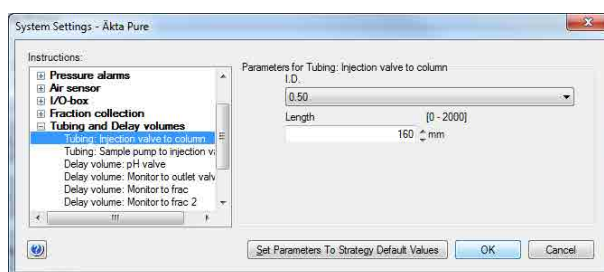 System Settings - Äkta Pure
Instructions:
Pressure alarms
Air sensor
I/O-box
Fraction collection
Tubing and Delay volumes
Tubing: Injection valve to column
Tubing: Sample pump to injection va
Delay volume: pH valve
Delay volume: Monitor to outlet valv
Delay volume: Monitor to frac
Delay volume: Monitor to frac 2
Parameters for Tubing: Injection valve to column
I.D.
0.50
Length [0 - 2000]
160 mm
Set Parameters To Strategy Default Values OK Cancel